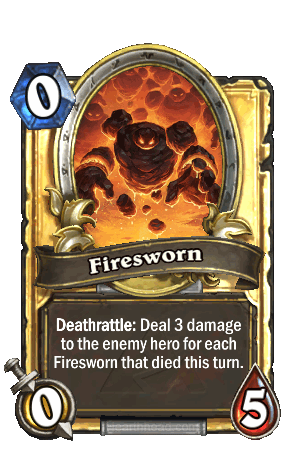 0
Firesworn
Deathrattle: Deal 3 damage
to the enemy hero for each
Firesworn that died this turn.
0
5